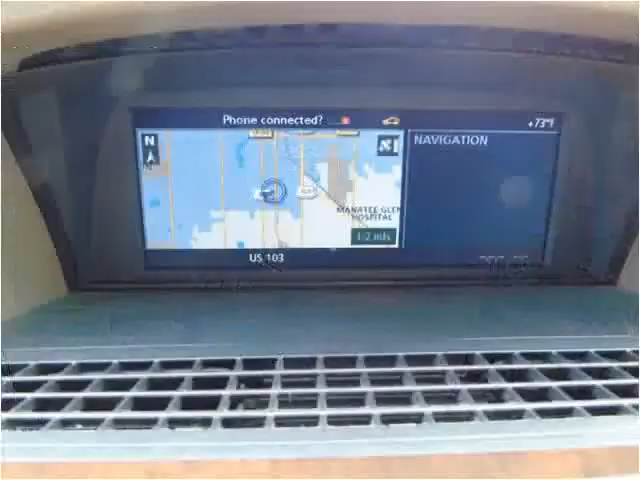 Phone connected?
+73°F
N
NAVIGATION
MANATEE GLEN
HOSPITAL
1/2 mls
US 103